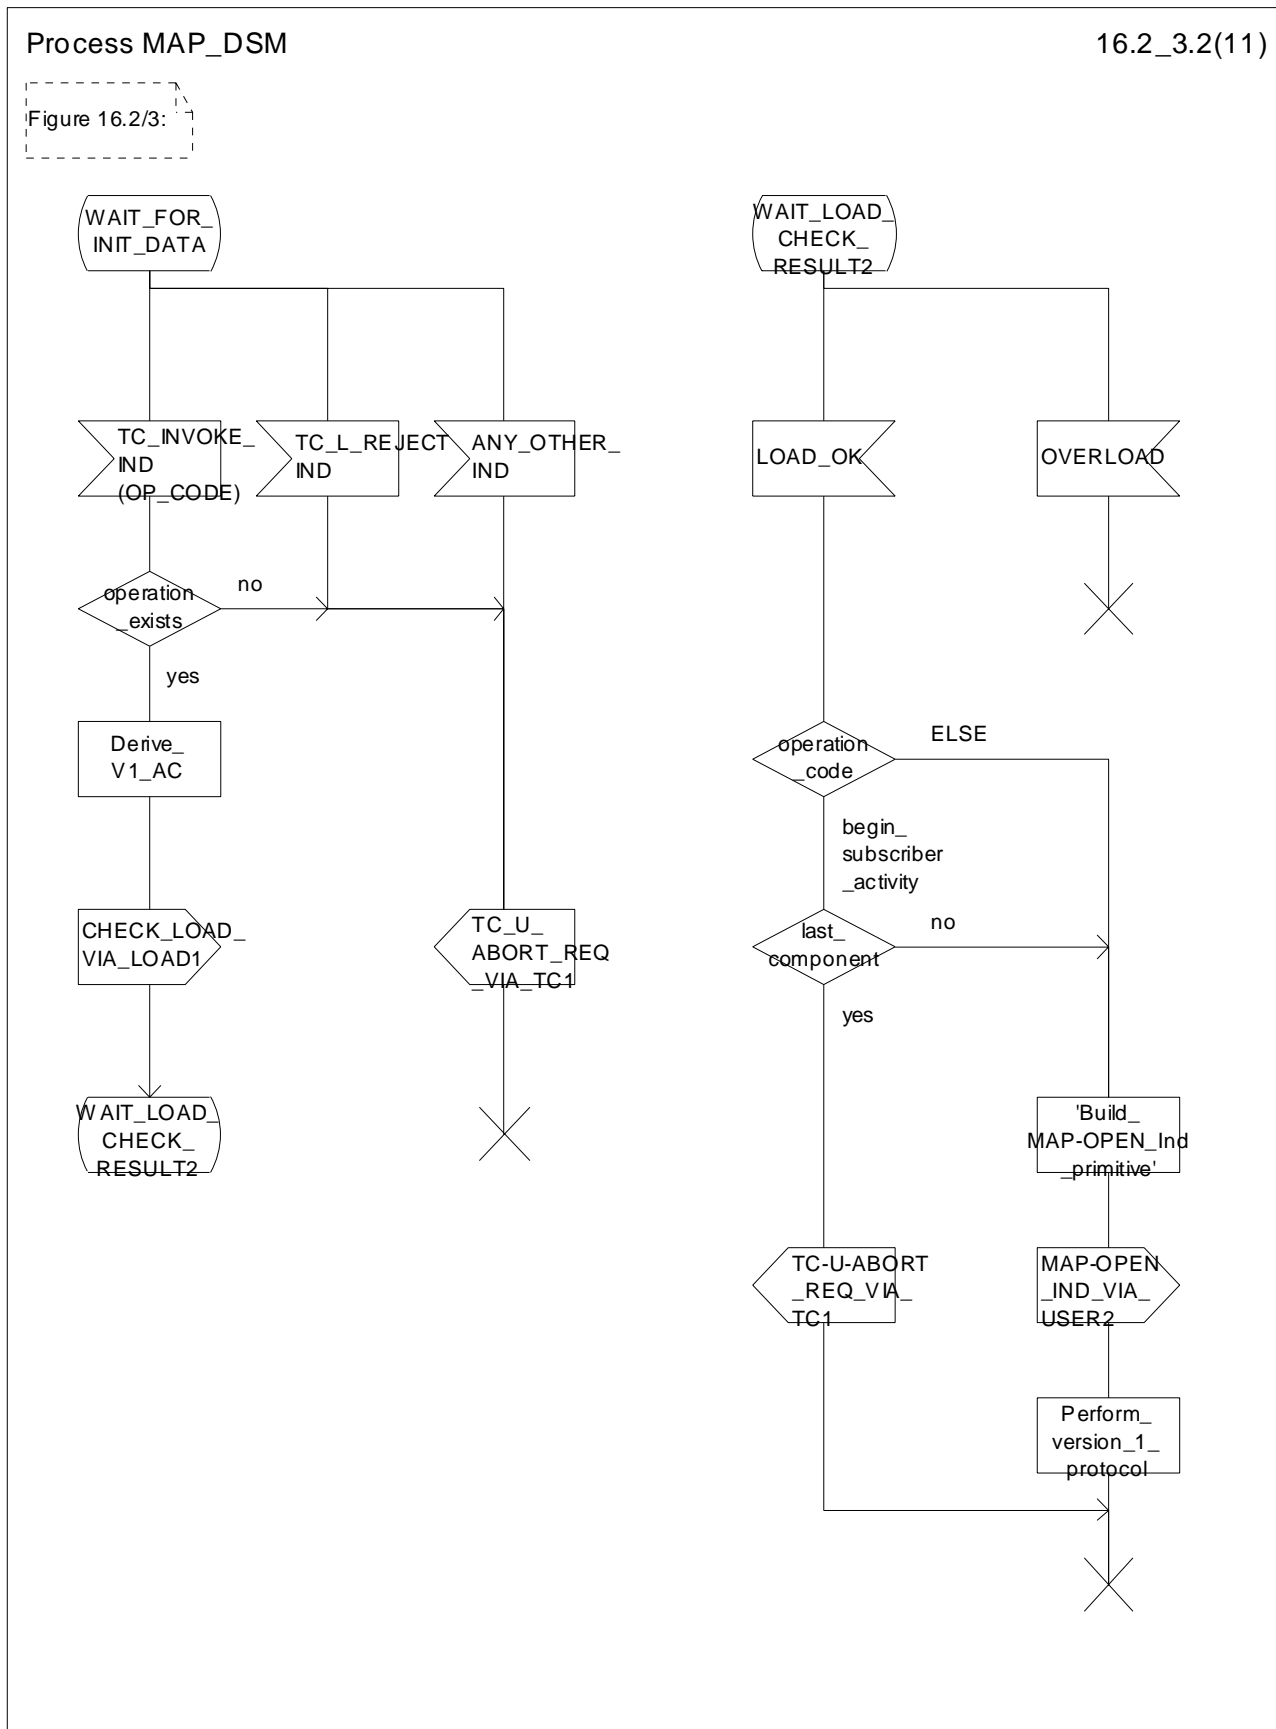 Process MAP_DSM
16.2_3.2(11)
Figure 16.2/3:
WAIT_FOR_
INIT_DATA
TC_INVOKE_
IND
(OP_CODE)
TC_L_REJECT
IND
ANY_OTHER_
IND
operation
_exists
no
yes
Derive_
V1_AC
CHECK_LOAD_
VIA_LOAD1
TC_U_
ABORT_REQ
_VIA_TC1
WAIT_LOAD_
CHECK_
RESULT2
WAIT_LOAD_
CHECK_
RESULT2
LOAD_OK
OVERLOAD
operation
_code
ELSE
begin_
subscriber
_activity
last_
component
no
yes
'Build_
MAP-OPEN_Ind
_primitive'
TC-U-ABORT
_REQ_VIA_
TC1
MAP-OPEN
_IND_VIA_
USER2
Perform_
version_1_
protocol